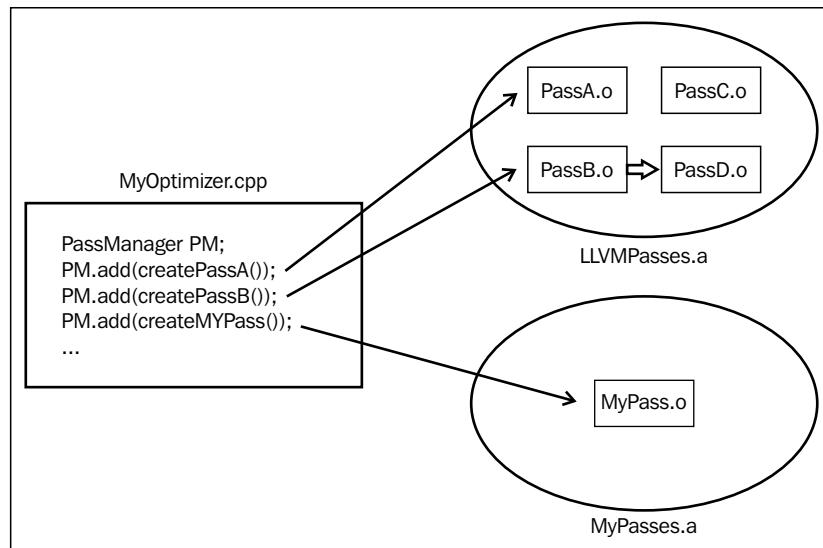 MyOptimizer.cpp
PassManager PM;
PM.add(createPassA());
PM.add(createPassB());
PM.add(createMYPass());
...
PassA.o
PassC.o
PassB.o
PassD.o
LLVMPasses.a
MyPass.o
MyPasses.a